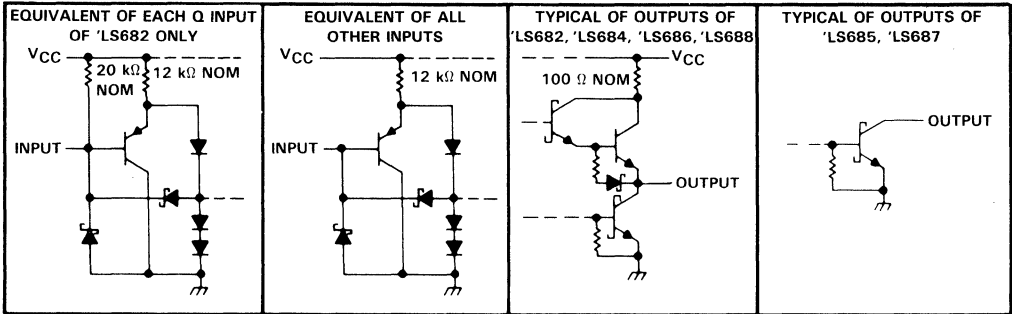 EQUIVALENT OF EACH Q INPUT
OF 'LS682 ONLY
VCC
20 kΩ
NOM
12 kΩ NOM
INPUT
EQUIVALENT OF ALL
OTHER INPUTS
VCC
12 kΩ NOM
INPUT
TYPICAL OF OUTPUTS OF
'LS682, 'LS684, 'LS686, 'LS688
VCC
100 Ω NOM
OUTPUT
TYPICAL OF OUTPUTS OF
'LS685, 'LS687
OUTPUT